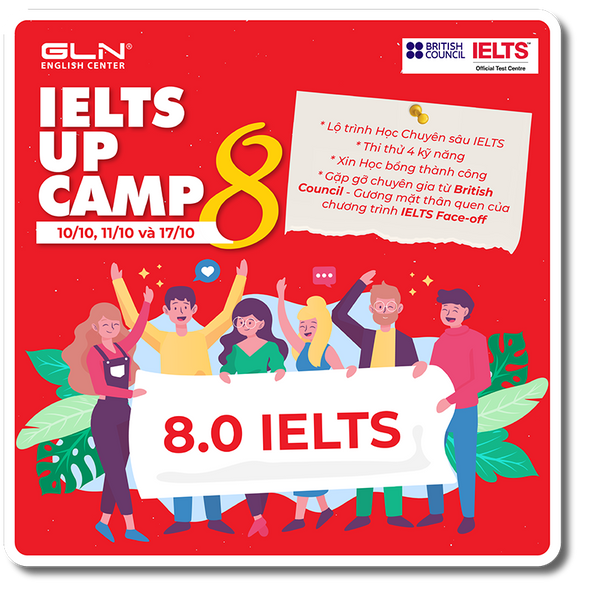 GLN®
ENGLISH CENTER
BRITISH
COUNCIL
IELTS™
Official Test Centre
IELTS
UP
CAMP 8
10/10, 11/10 và 17/10
* Lộ trình Học Chuyên sâu IELTS
* Thi thử 4 kỹ năng
* Xin Học bổng thành công
* Gặp gỡ chuyên gia từ British
Council - Gương mặt thân quen của
chương trình IELTS Face-off
8.0 IELTS